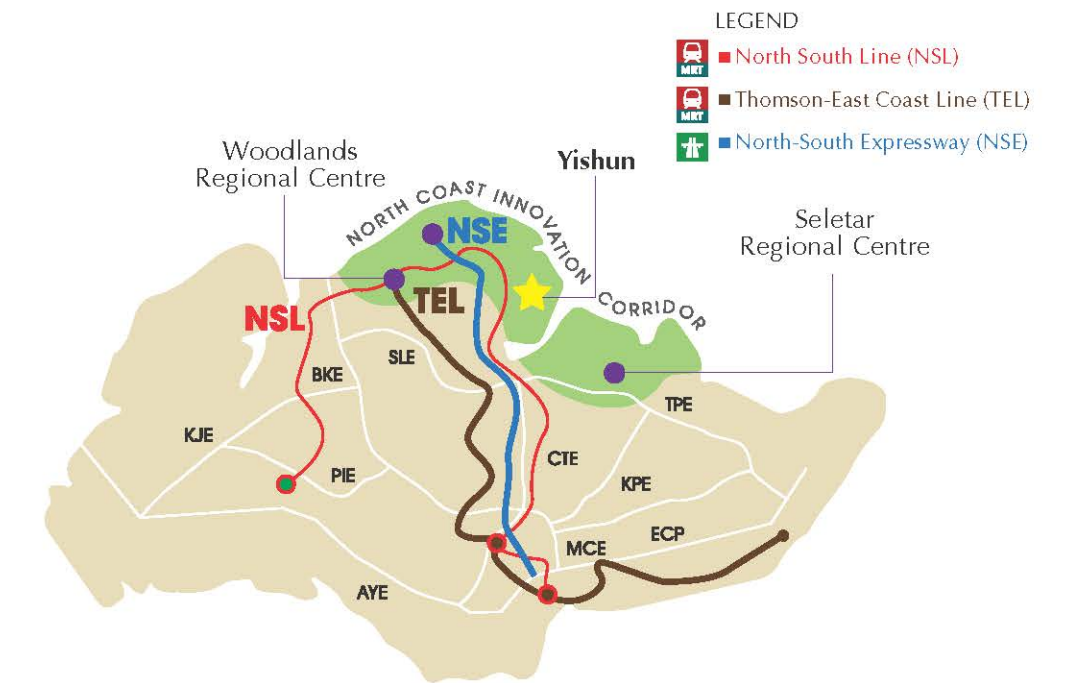 LEGEND
MRT North South Line (NSL)
MRT Thomson-East Coast Line (TEL)
North-South Expressway (NSE)
Woodlands
Regional Centre
Yishun
Seletar
Regional Centre
NORTH COAST INNOVATION CORRIDOR
NSE
TEL
NSL
SLE
BKE
TPE
KJE
CTE
PIE
KPE
ECP
MCE
AYE